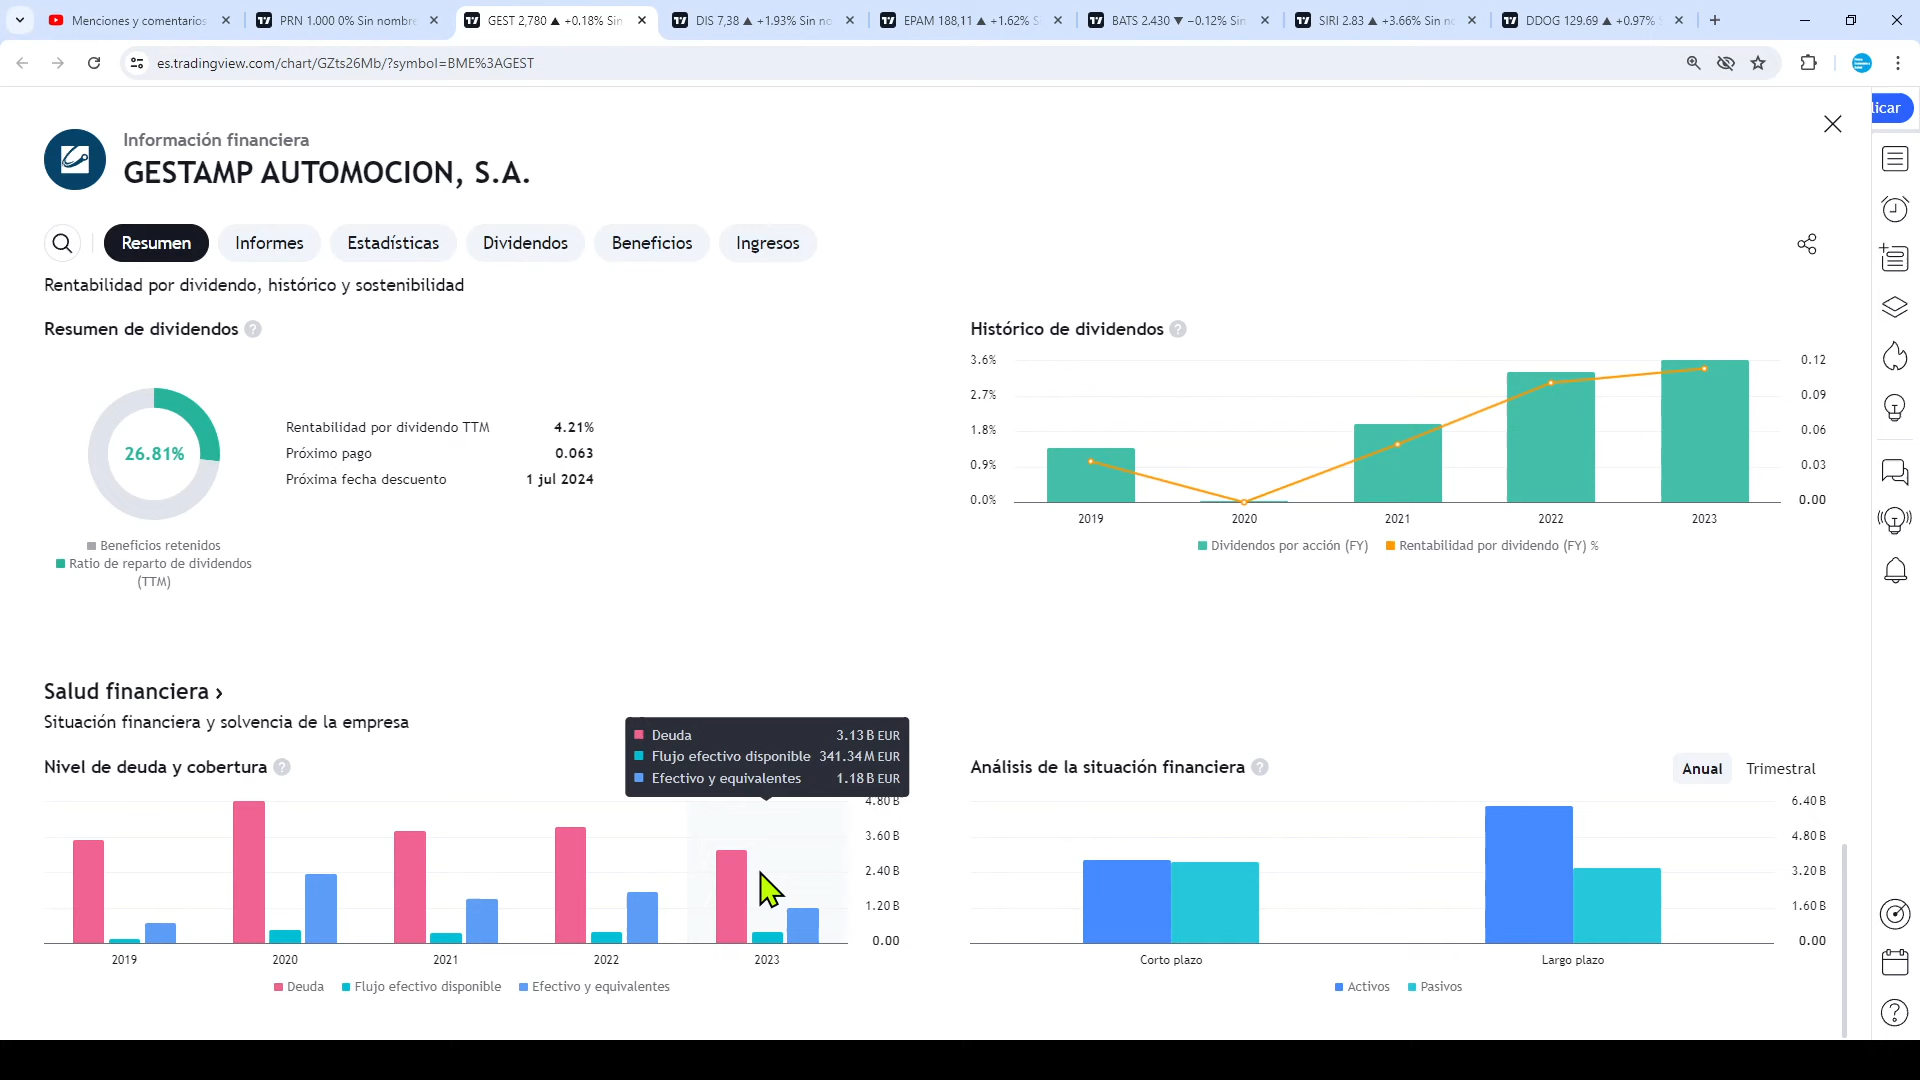 Menciones y comentarios
PRN 1.000 0% Sin nombre
GEST 2,780 ▲ +0.18% Sin
DIS 7,38 ▲ +1.93% Sin no
EPAM 188,11 ▲ +1.62% S
BATS 2.430 ▼ −0.12% Sin
SIRI 2.83 ▲ +3.66% Sin no
DDOG 129.69 ▲ +0.97% S
es.tradingview.com/chart/GZts26Mb/?symbol=BME%3AGEST
licar
Información financiera
GESTAMP AUTOMOCION, S.A.
Resumen
Informes
Estadísticas
Dividendos
Beneficios
Ingresos
Rentabilidad por dividendo, histórico y sostenibilidad
Resumen de dividendos ?
26.81%
Rentabilidad por dividendo TTM 4.21%
Próximo pago 0.063
Próxima fecha descuento 1 jul 2024
Beneficios retenidos
Ratio de reparto de dividendos
(TTM)
Histórico de dividendos ?
3.6% 0.12
2.7% 0.09
1.8% 0.06
0.9% 0.03
0.0% 0.00
2019 2020 2021 2022 2023
Dividendos por acción (FY) Rentabilidad por dividendo (FY) %
Salud financiera ›
Situación financiera y solvencia de la empresa
Nivel de deuda y cobertura ?
Deuda 3.13 B EUR
Flujo efectivo disponible 341.34 M EUR
Efectivo y equivalentes 1.18 B EUR
4.80 B
3.60 B
2.40 B
1.20 B
0.00
2019 2020 2021 2022 2023
Deuda Flujo efectivo disponible Efectivo y equivalentes
Análisis de la situación financiera ?
Anual Trimestral
6.40 B
4.80 B
3.20 B
1.60 B
0.00
Corto plazo Largo plazo
Activos Pasivos